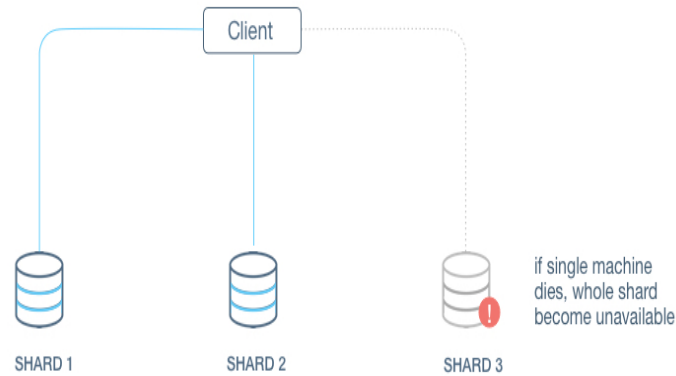 Client
if single machine
dies, whole shard
become unavailable
!
SHARD 1
SHARD 2
SHARD 3